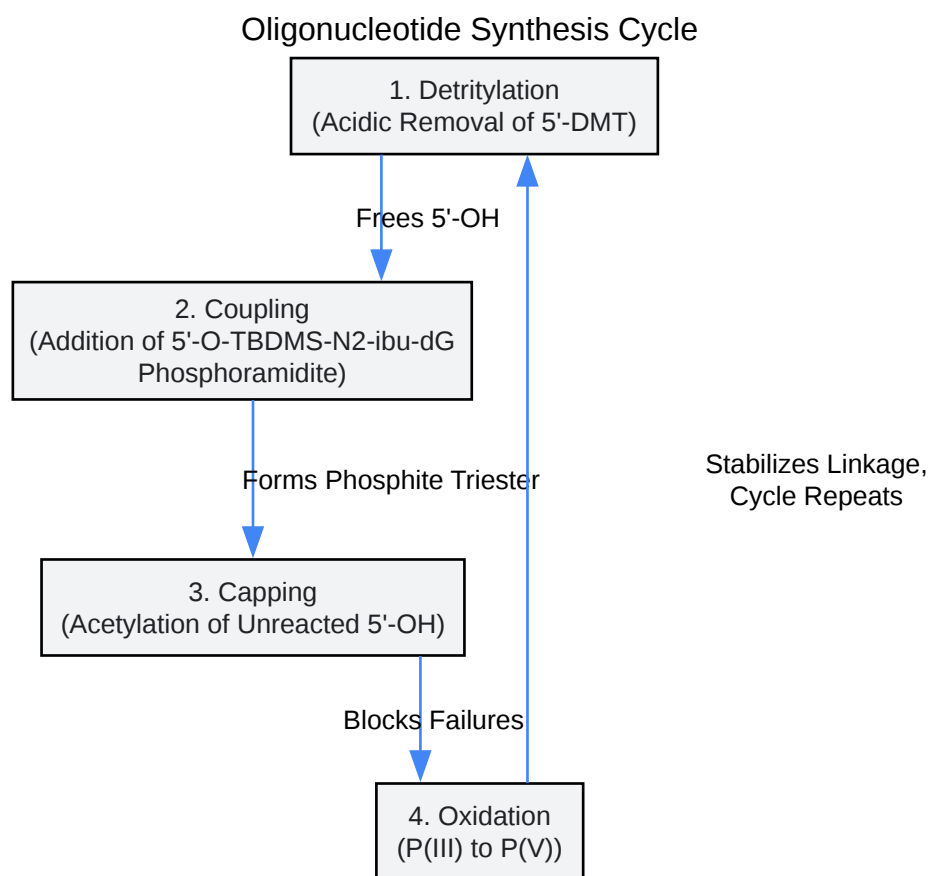 Oligonucleotide Synthesis Cycle
1. Detritylation
(Acidic Removal of 5'-DMT)
Frees 5'-OH
2. Coupling
(Addition of 5'-O-TBDMS-N2-ibu-dG
Phosphoramidite)
Forms Phosphite Triester
Stabilizes Linkage,
Cycle Repeats
3. Capping
(Acetylation of Unreacted 5'-OH)
Blocks Failures
4. Oxidation
(P(III) to P(V))